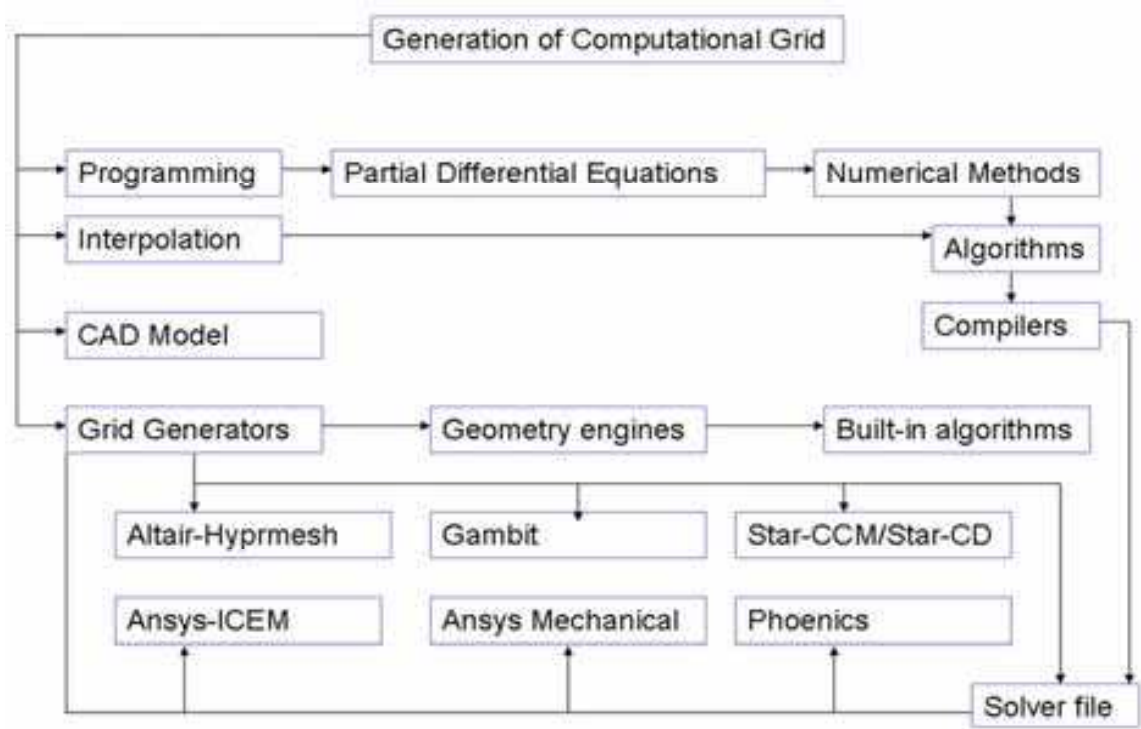 Generation of Computational Grid
Programming
Partial Differential Equations
Numerical Methods
Interpolation
Algorithms
CAD Model
Compilers
Grid Generators
Geometry engines
Built-in algorithms
Altair-Hyprmesh
Gambit
Star-CCM/Star-CD
Ansys-ICEM
Ansys Mechanical
Phoenics
Solver file